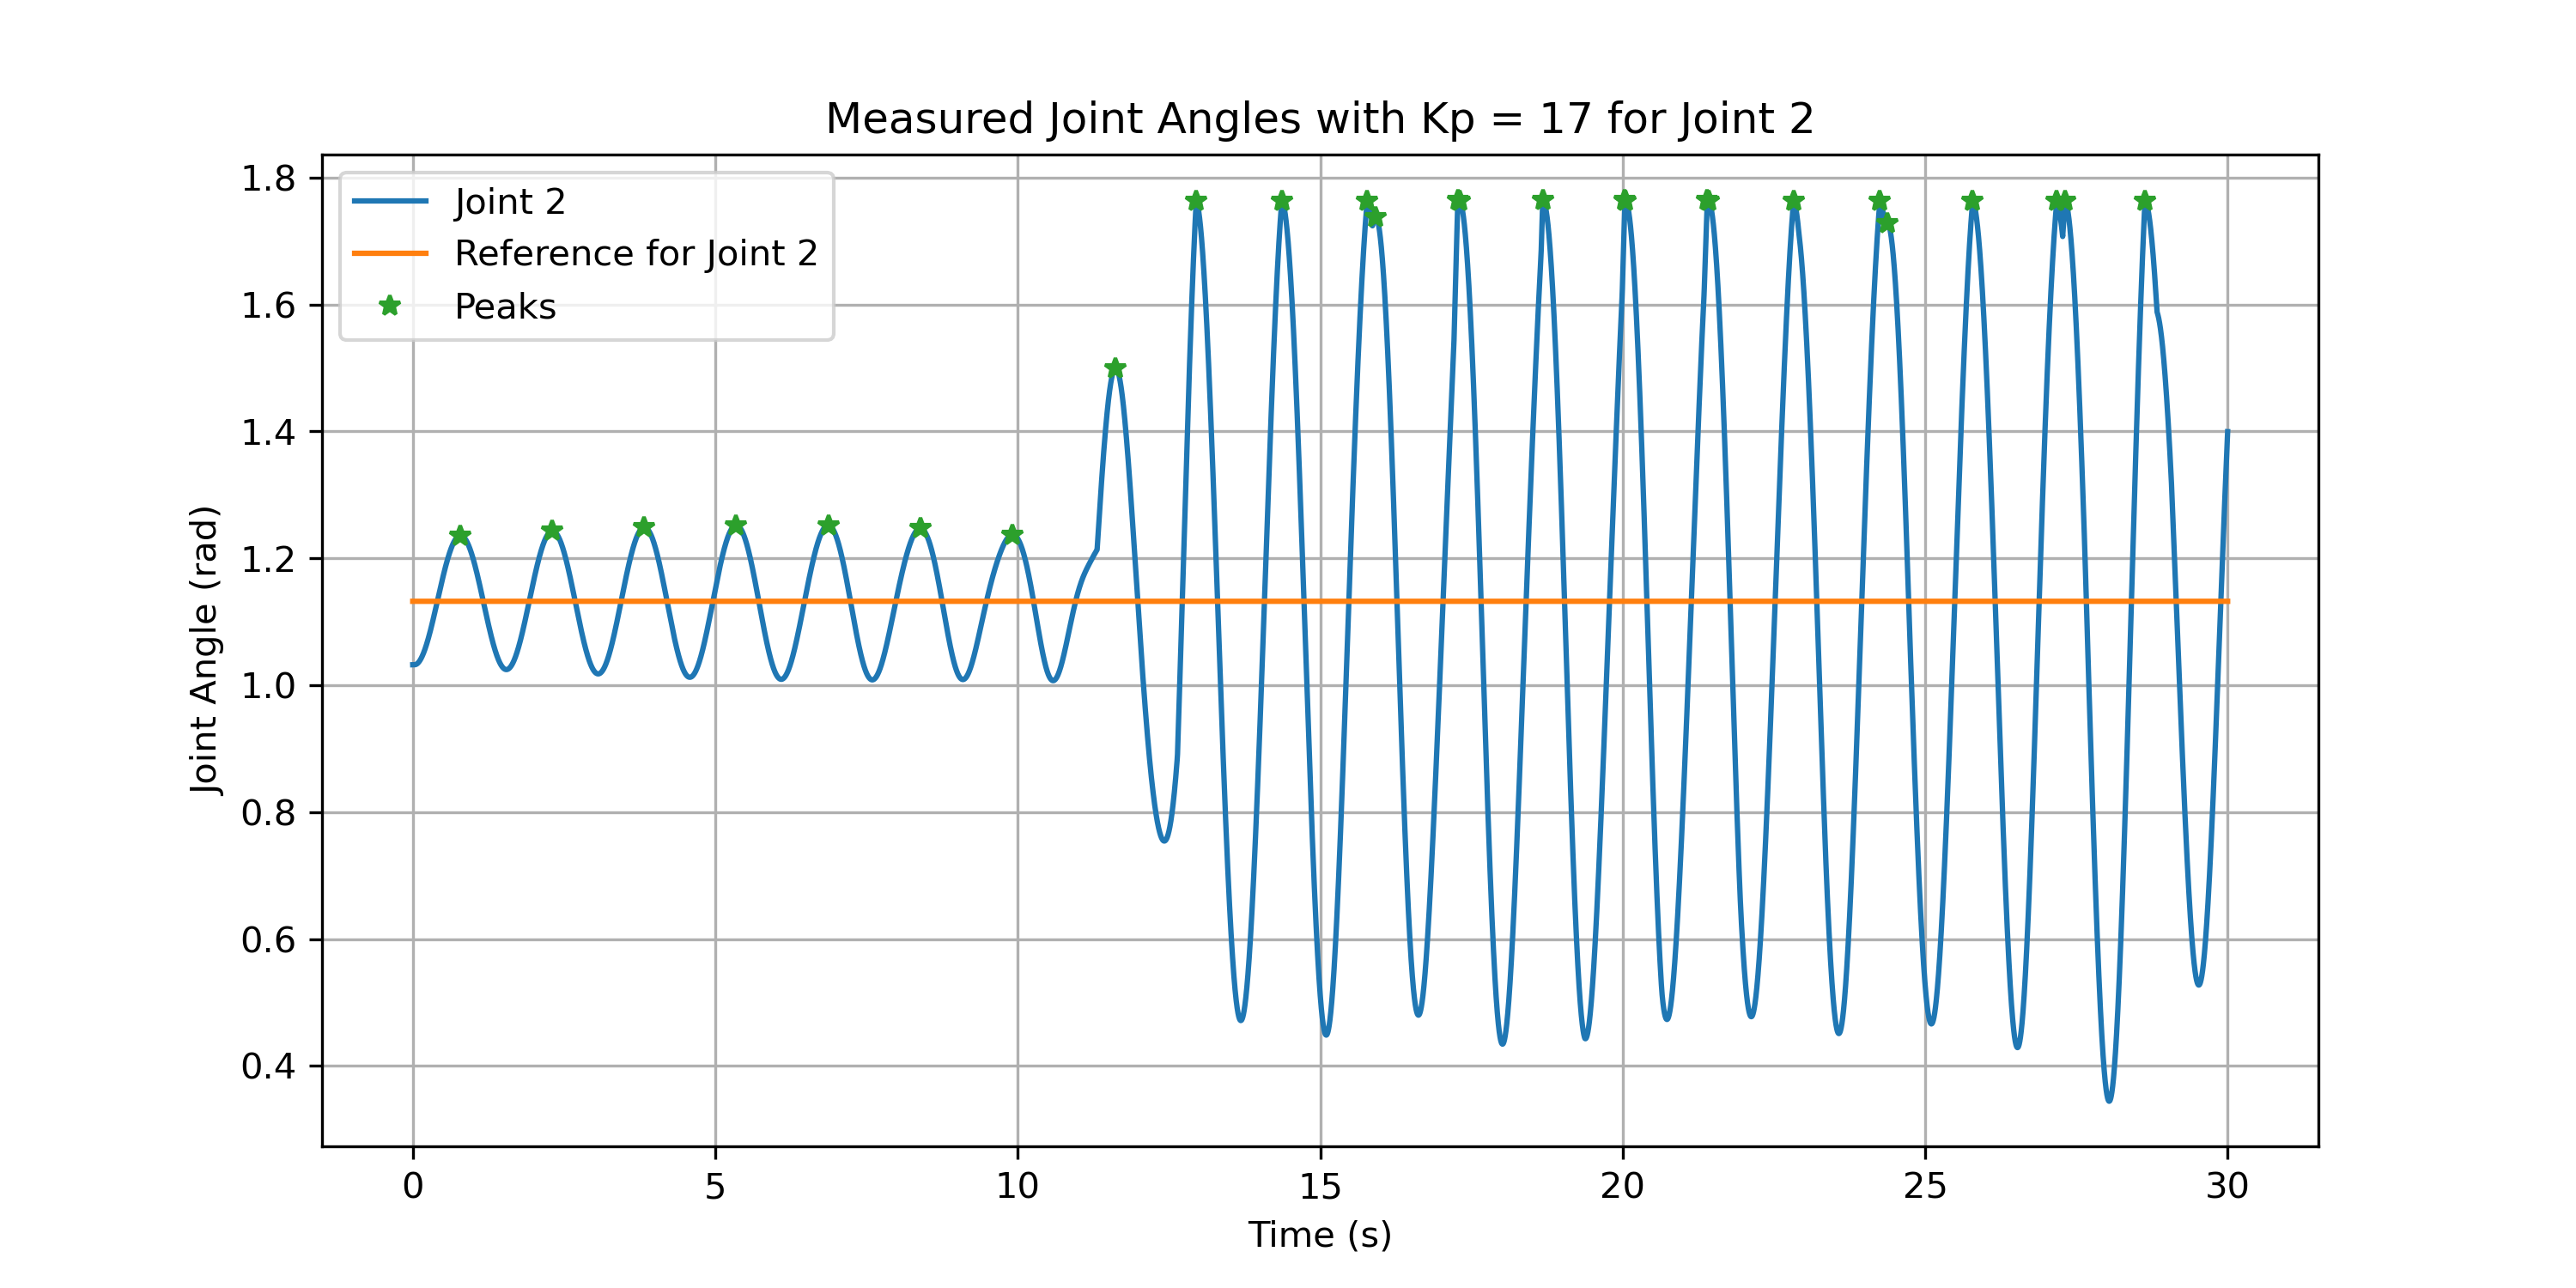 Measured Joint Angles with Kp = 17 for Joint 2
Joint 2
Reference for Joint 2
Peaks
Joint Angle (rad)
1.8
1.6
1.4
1.2
1.0
0.8
0.6
0.4
0 5 10 15 20 25 30
Time (s)